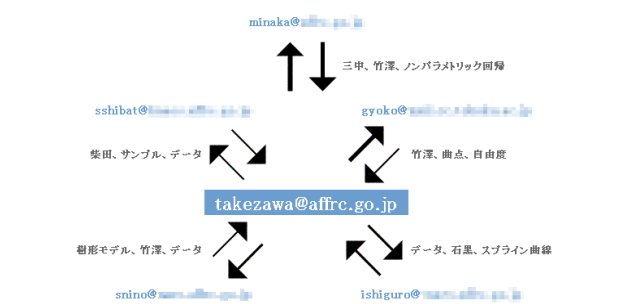 minaka@
三中、竹澤、ノンパラメトリック回帰
sshibat@
gyoko@
柴田、サンプル、データ
竹澤、曲点、自由度
takezawa@affrc.go.jp
樹形モデル、竹澤、データ
データ、石黒、スプライン曲線
snino@
ishiguro@